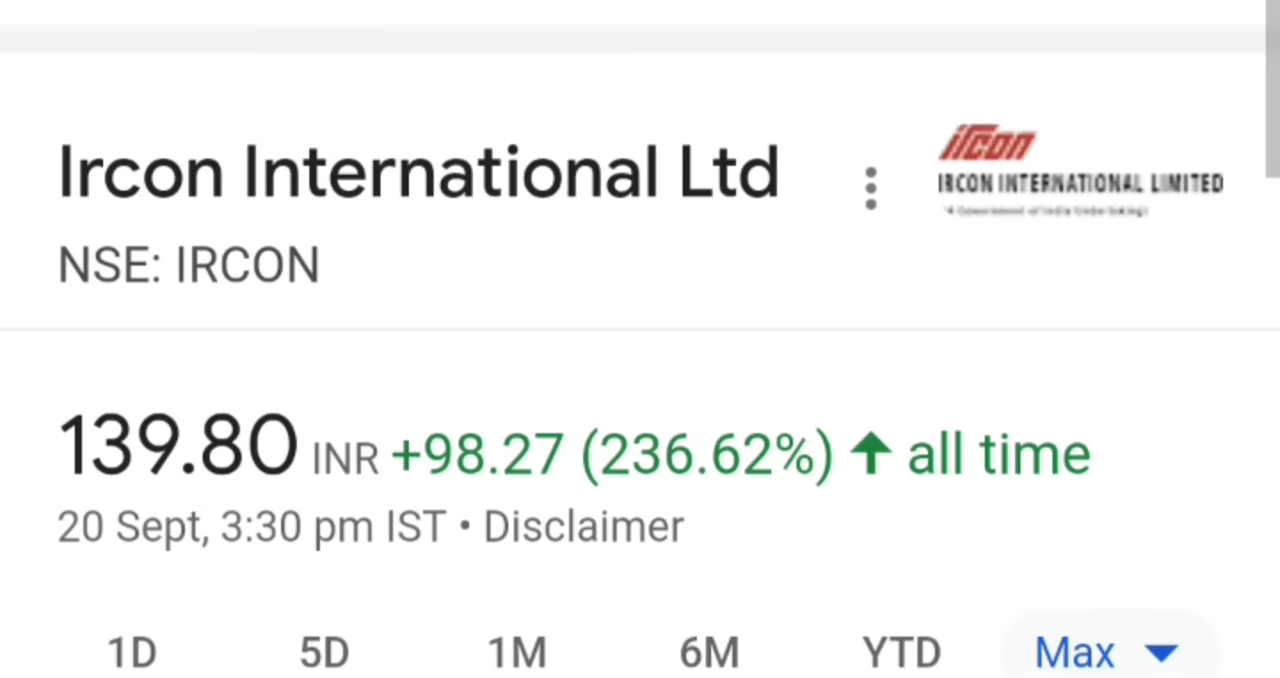 Ircon International Ltd
ircon
IRCON INTERNATIONAL LIMITED
NSE: IRCON
139.80 INR +98.27 (236.62%) ↑ all time
20 Sept, 3:30 pm IST • Disclaimer
1D 5D 1M 6M YTD Max